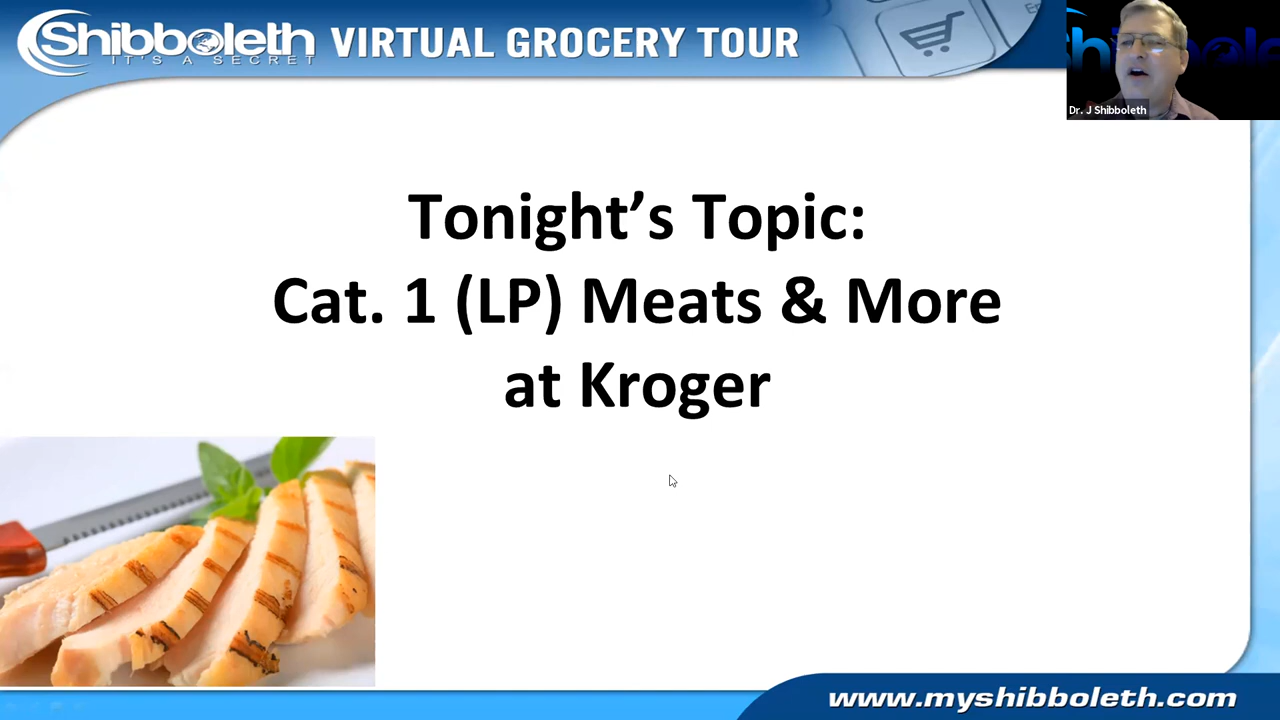 Shibboleth VIRTUAL GROCERY TOUR
IT'S A SECRET
Dr. J Shibboleth
Tonight's Topic:
Cat. 1 (LP) Meats & More
at Kroger
www.myshibboleth.com